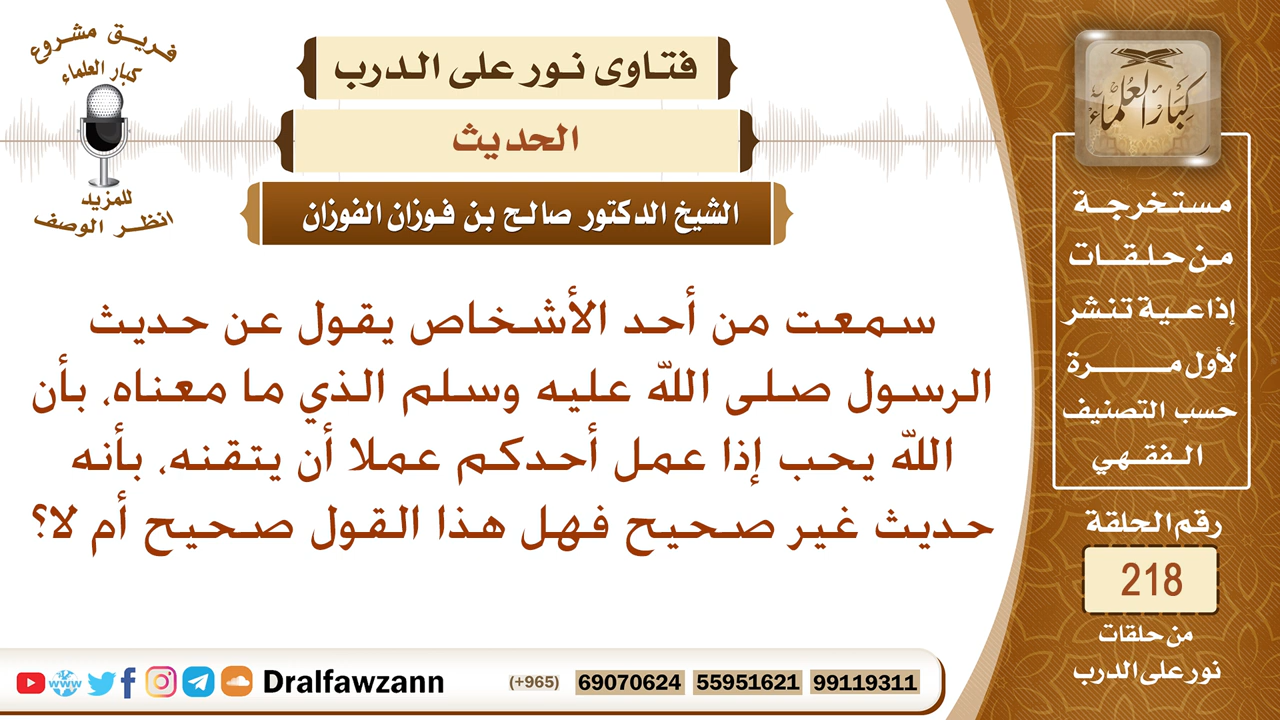 فريق مشروع
كبار العلماء
للمزيد
انظر الوصف
فتاوى نور على الدرب
الحديث
الشيخ الدكتور صالح بن فوزان الفوزان
سمعت من أحد الأشخاص يقول عن حديث
الرسول صلى الله عليه وسلم الذي ما معناه، بأن
الله يحب إذا عمل أحدكم عملا أن يتقنه، بأنه
حديث غير صحيح فهل هذا القول صحيح أم لا؟
كبار العلماء
مستخرجة
من حلقات
إذاعية تنشر
لأول مرة
حسب التصنيف
الفقهي
رقم الحلقة
218
من حلقات
نور على الدرب
www Dralfawzann (+965) 69070624 55951621 99119311